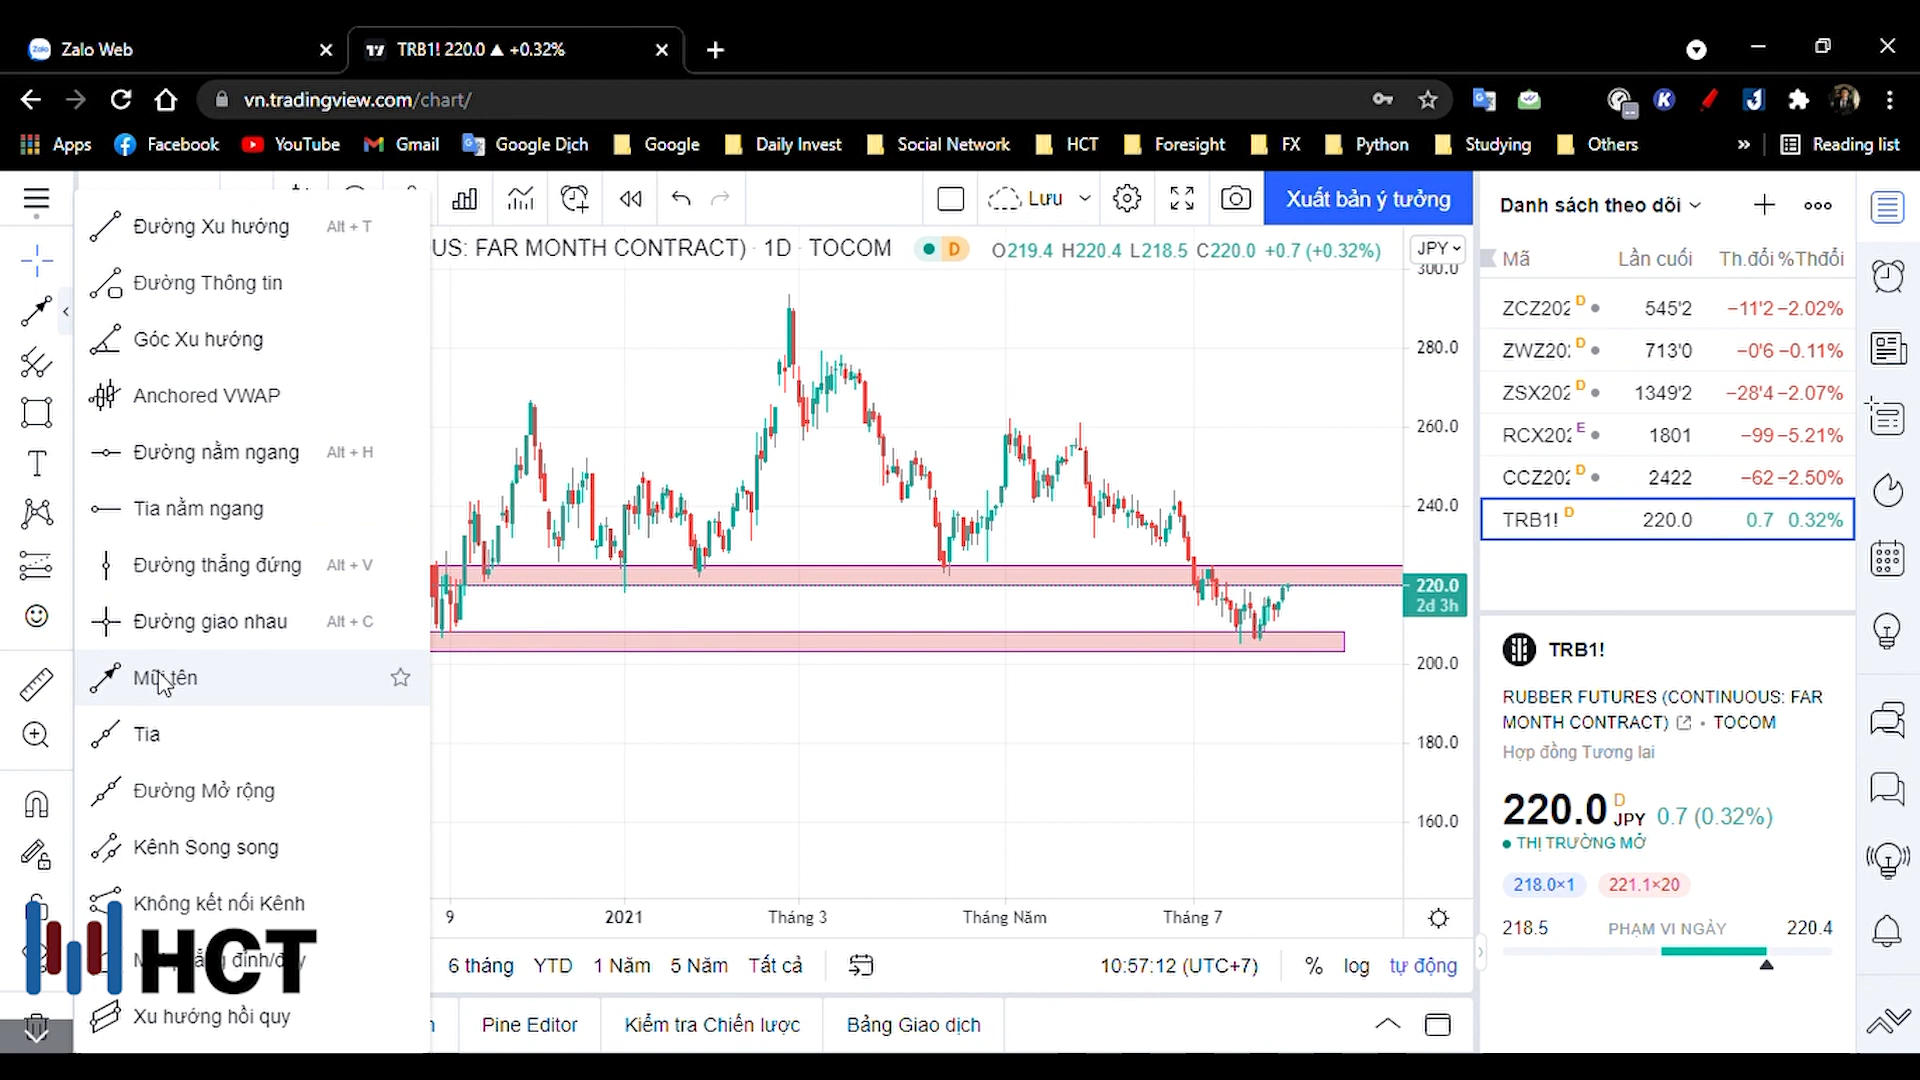 Zalo Web
TRB1! 220.0 ▲ +0.32%
vn.tradingview.com/chart/
Apps
Facebook
YouTube
Gmail
Google Dịch
Google
Daily Invest
Social Network
HCT
Foresight
FX
Python
Studying
Others
»
Reading list
Lưu
Xuất bản ý tưởng
Danh sách theo dõi
US: FAR MONTH CONTRACT) · 1D · TOCOM
D
O219.4 H220.4 L218.5 C220.0 +0.7 (+0.32%)
JPY
Mã Lần cuối Th.đổi %Thđổi
ZCZ202 D 545'2 −11'2 −2.02%
ZWZ20 D 713'0 −0'6 −0.11%
ZSX202 D 1349'2 −28'4 −2.07%
RCX202 E 1801 −99 −5.21%
CCZ202 D 2422 −62 −2.50%
TRB1! D 220.0 0.7 0.32%
Đường Xu hướng Alt + T
Đường Thông tin
Góc Xu hướng
Anchored VWAP
Đường nằm ngang Alt + H
Tia nằm ngang
Đường thẳng đứng Alt + V
Đường giao nhau Alt + C
Mũi tên
Tia
Đường Mở rộng
Kênh Song song
Không kết nối Kênh
Xu hướng hồi quy
HCT
300.0
280.0
260.0
240.0
220.0
2d 3h
200.0
180.0
160.0
9
2021
Tháng 3
Tháng Năm
Tháng 7
6 tháng
YTD
1 Năm
5 Năm
Tất cả
10:57:12 (UTC+7)
%
log
tự động
Pine Editor
Kiểm tra Chiến lược
Bảng Giao dịch
TRB1!
RUBBER FUTURES (CONTINUOUS: FAR
MONTH CONTRACT) • TOCOM
Hợp đồng Tương lai
220.0 D JPY 0.7 (0.32%)
THỊ TRƯỜNG MỞ
218.0×1 221.1×20
218.5 PHẠM VI NGÀY 220.4